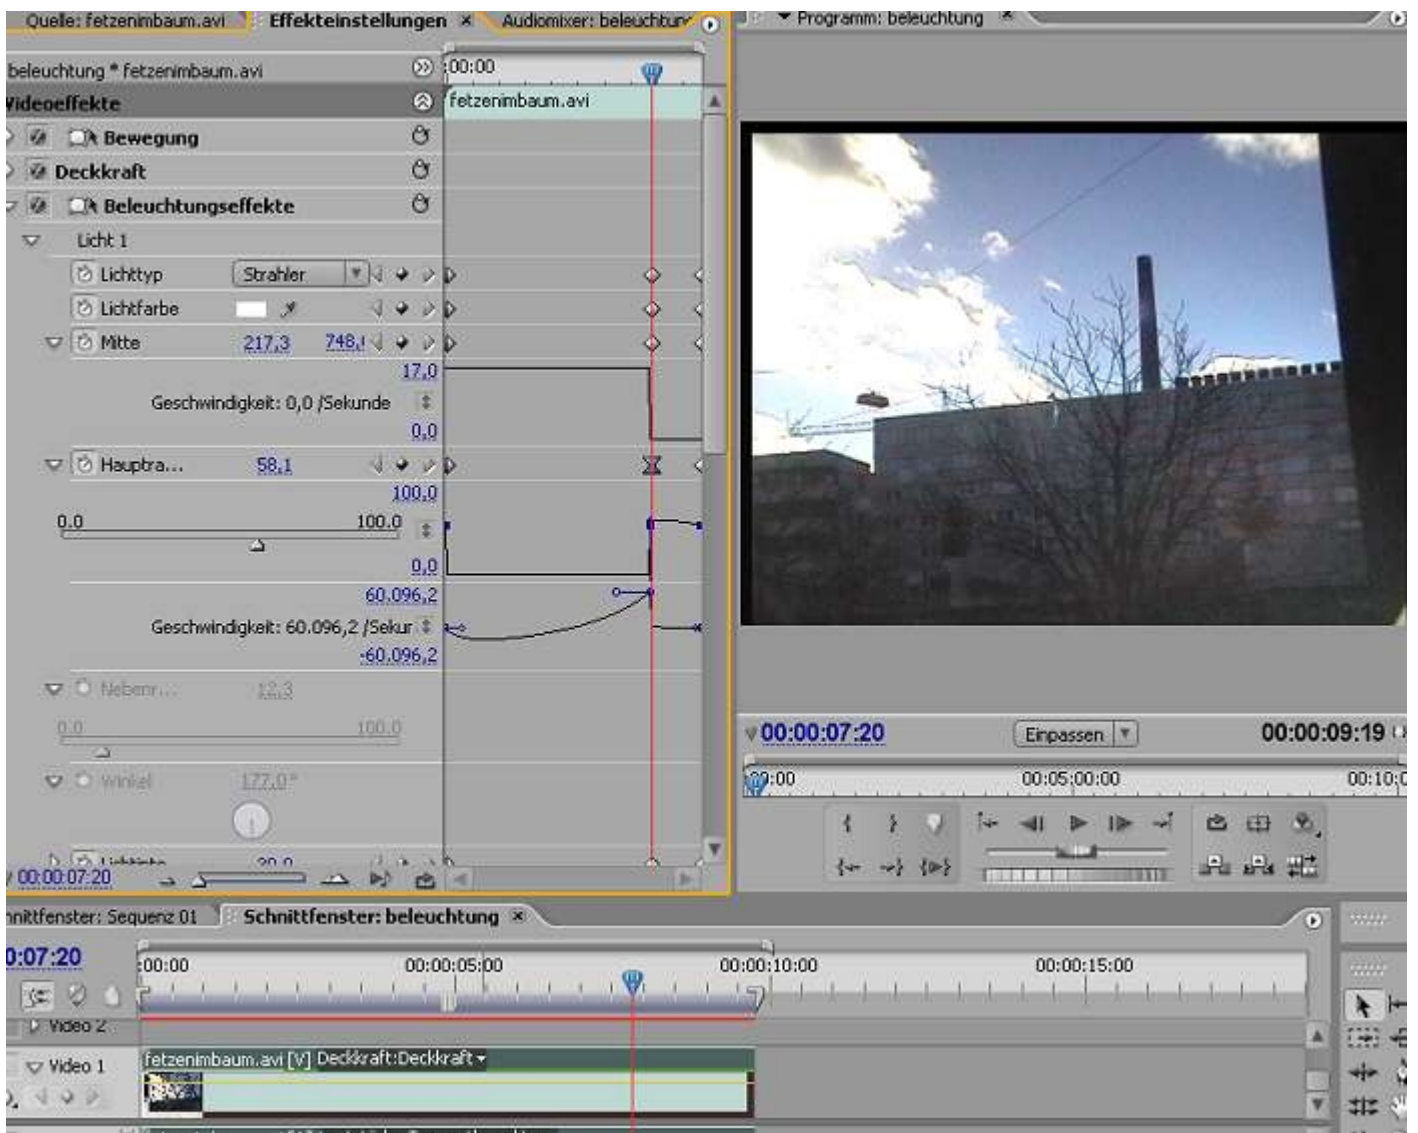 Quelle: fetzenimbaum.avi
Effekteinstellungen
Audiomixer: beleuchtung
Programm: beleuchtung
beleuchtung * fetzenimbaum.avi
:00:00
Videoeffekte
fetzenimbaum.avi
Bewegung
Deckkraft
Beleuchtungseffekte
Licht 1
Lichttyp Strahler
Lichtfarbe
Mitte 217,3 748,
17,0
Geschwindigkeit: 0,0 /Sekunde
0,0
Hauptra... 58,1
100,0
0.0 100.0
0,0
60.096,2
Geschwindigkeit: 60.096,2 /Sekur
-60.096,2
Nebenr... 12,3
0.0 100.0
Winkel 177,0°
00:00:07:20
00:00:07:20 Einpassen 00:00:09:19
00:00 00:05:00:00 00:10:0
hnittfenster: Sequenz 01
Schnittfenster: beleuchtung
0:07:20
:00:00 00:00:05:00 00:00:10:00 00:00:15:00
Video 2
Video 1
fetzenimbaum.avi [V] Deckkraft:Deckkraft